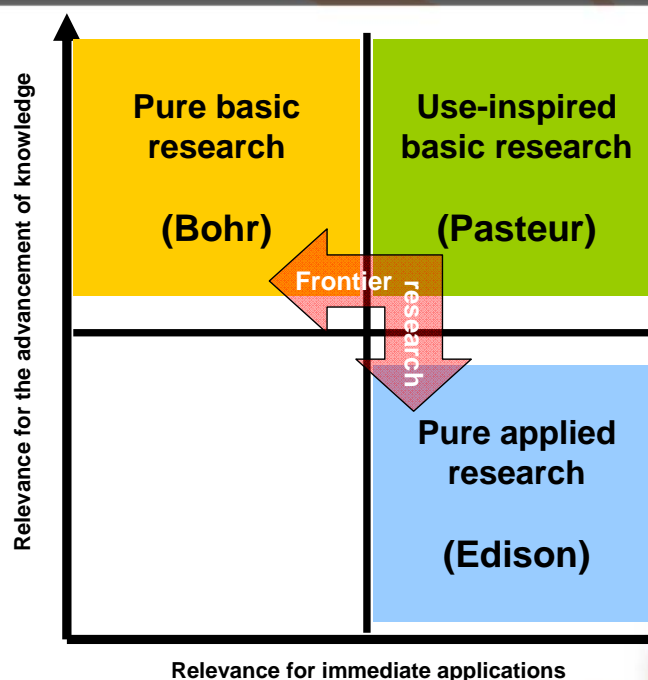 Relevance for the advancement of knowledge
Pure basic
research
(Bohr)
Use-inspired
basic research
(Pasteur)
Frontier
research
Pure applied
research
(Edison)
Relevance for immediate applications